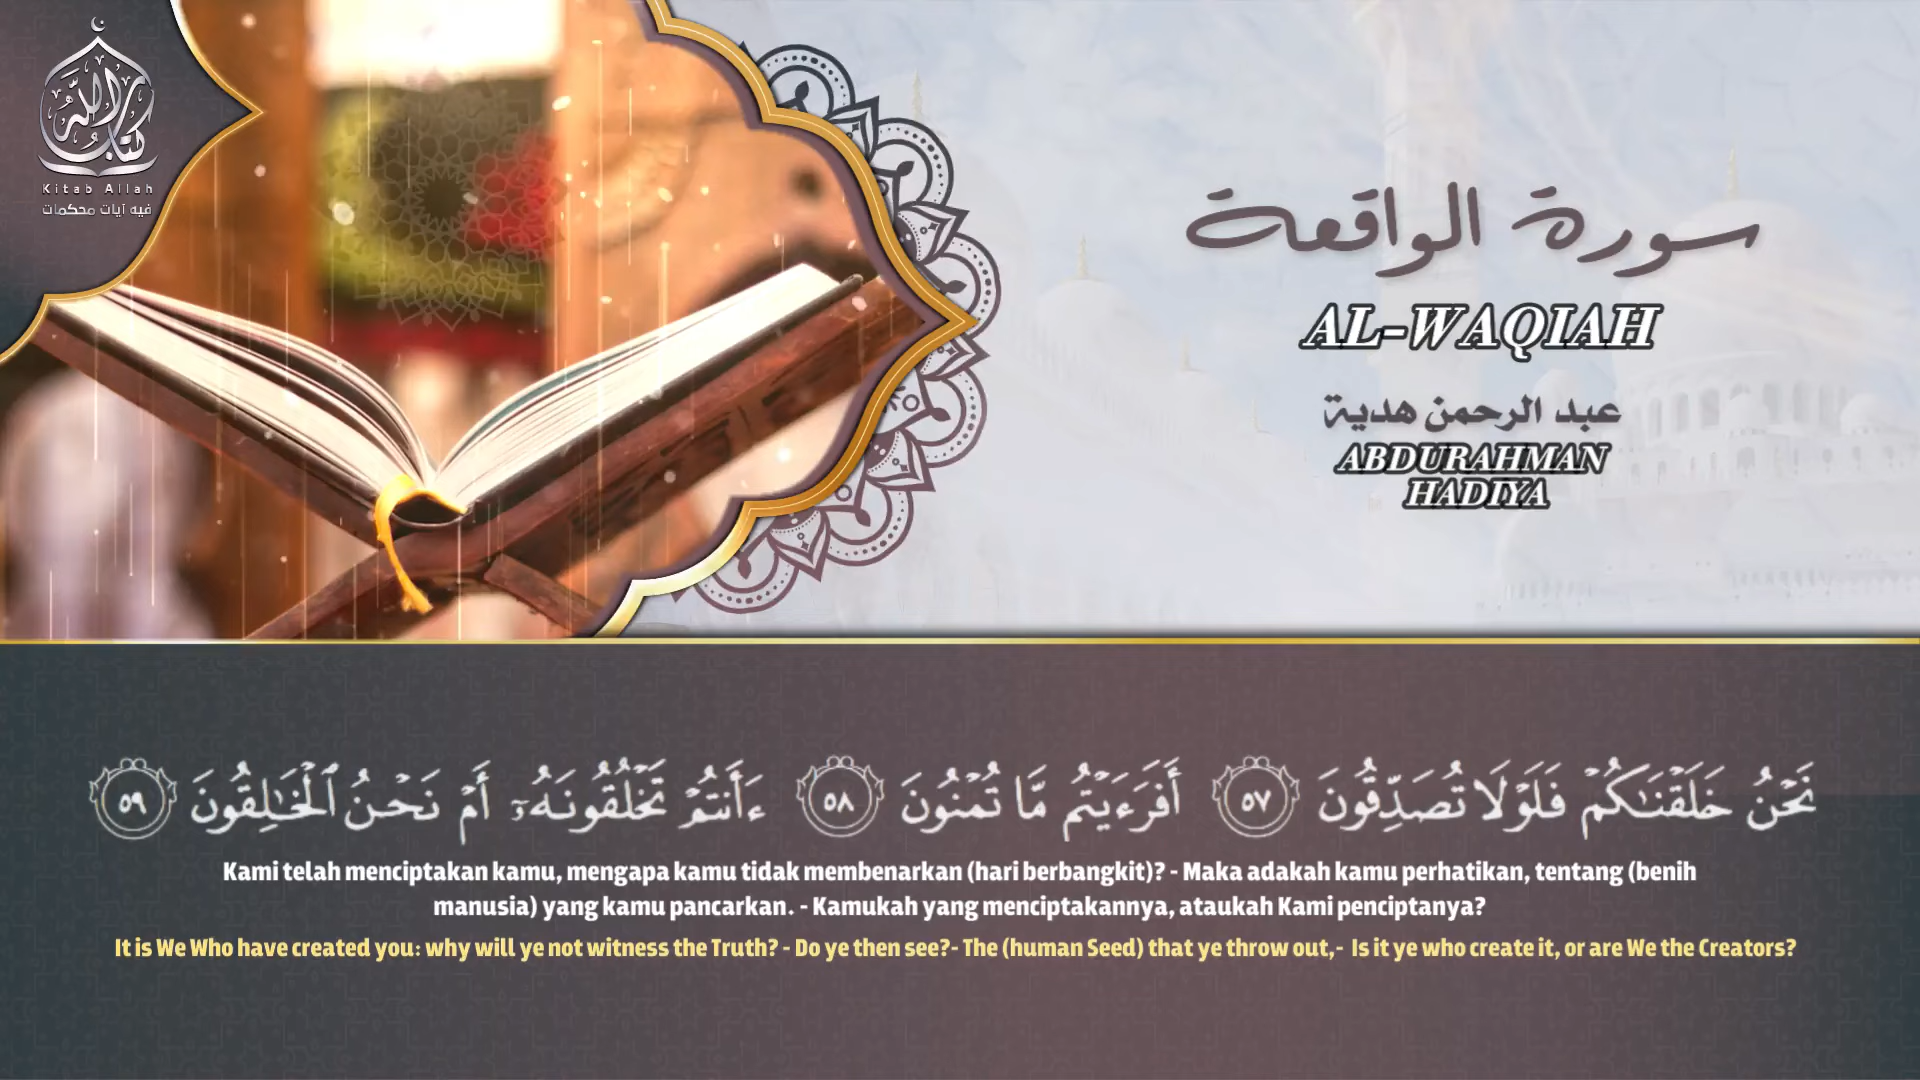 كتاب الله
Kitab Allah
فيه آيات محكمات
سورة الواقعة
AL-WAQIAH
عبد الرحمن هدية
ABDURAHMAN
HADIYA
نَحْنُ خَلَقْنَـٰكُمْ فَلَوْلَا تُصَدِّقُونَ ٥٧ أَفَرَءَيْتُم مَّا تُمْنُونَ ٥٨ ءَأَنتُمْ تَخْلُقُونَهُۥٓ أَمْ نَحْنُ ٱلْخَـٰلِقُونَ ٥٩
Kami telah menciptakan kamu, mengapa kamu tidak membenarkan (hari berbangkit)? - Maka adakah kamu perhatikan, tentang (benih
manusia) yang kamu pancarkan. - Kamukah yang menciptakannya, ataukah Kami penciptanya?
It is We Who have created you: why will ye not witness the Truth? - Do ye then see?- The (human Seed) that ye throw out,- Is it ye who create it, or are We the Creators?